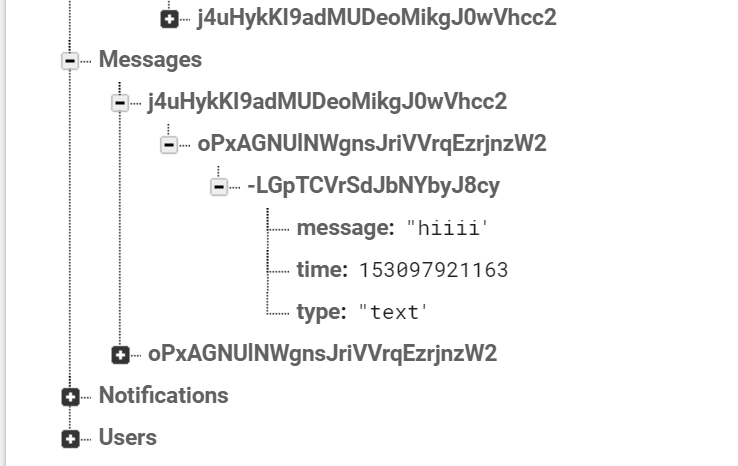 j4uHykKI9adMUDeoMikgJ0wVhcc2
Messages
j4uHykKI9adMUDeoMikgJ0wVhcc2
oPxAGNUlNWgnsJriVVrqEzrjnzW2
-LGpTCVrSdJbNYbyJ8cy
message: "hiiii'
time: 153097921163
type: "text'
oPxAGNUlNWgnsJriVVrqEzrjnzW2
Notifications
Users